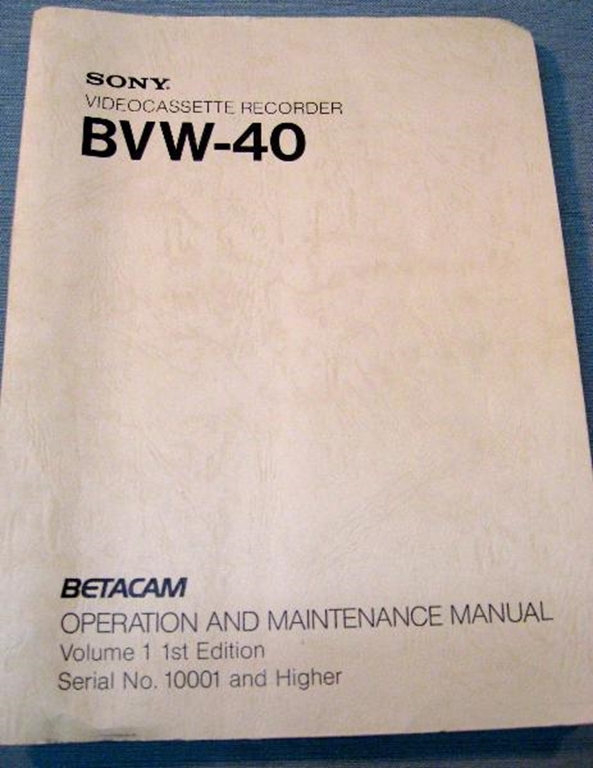 SONY.
VIDEOCASSETTE RECORDER
BVW-40
BETACAM
OPERATION AND MAINTENANCE MANUAL
Volume 1 1st Edition
Serial No. 10001 and Higher